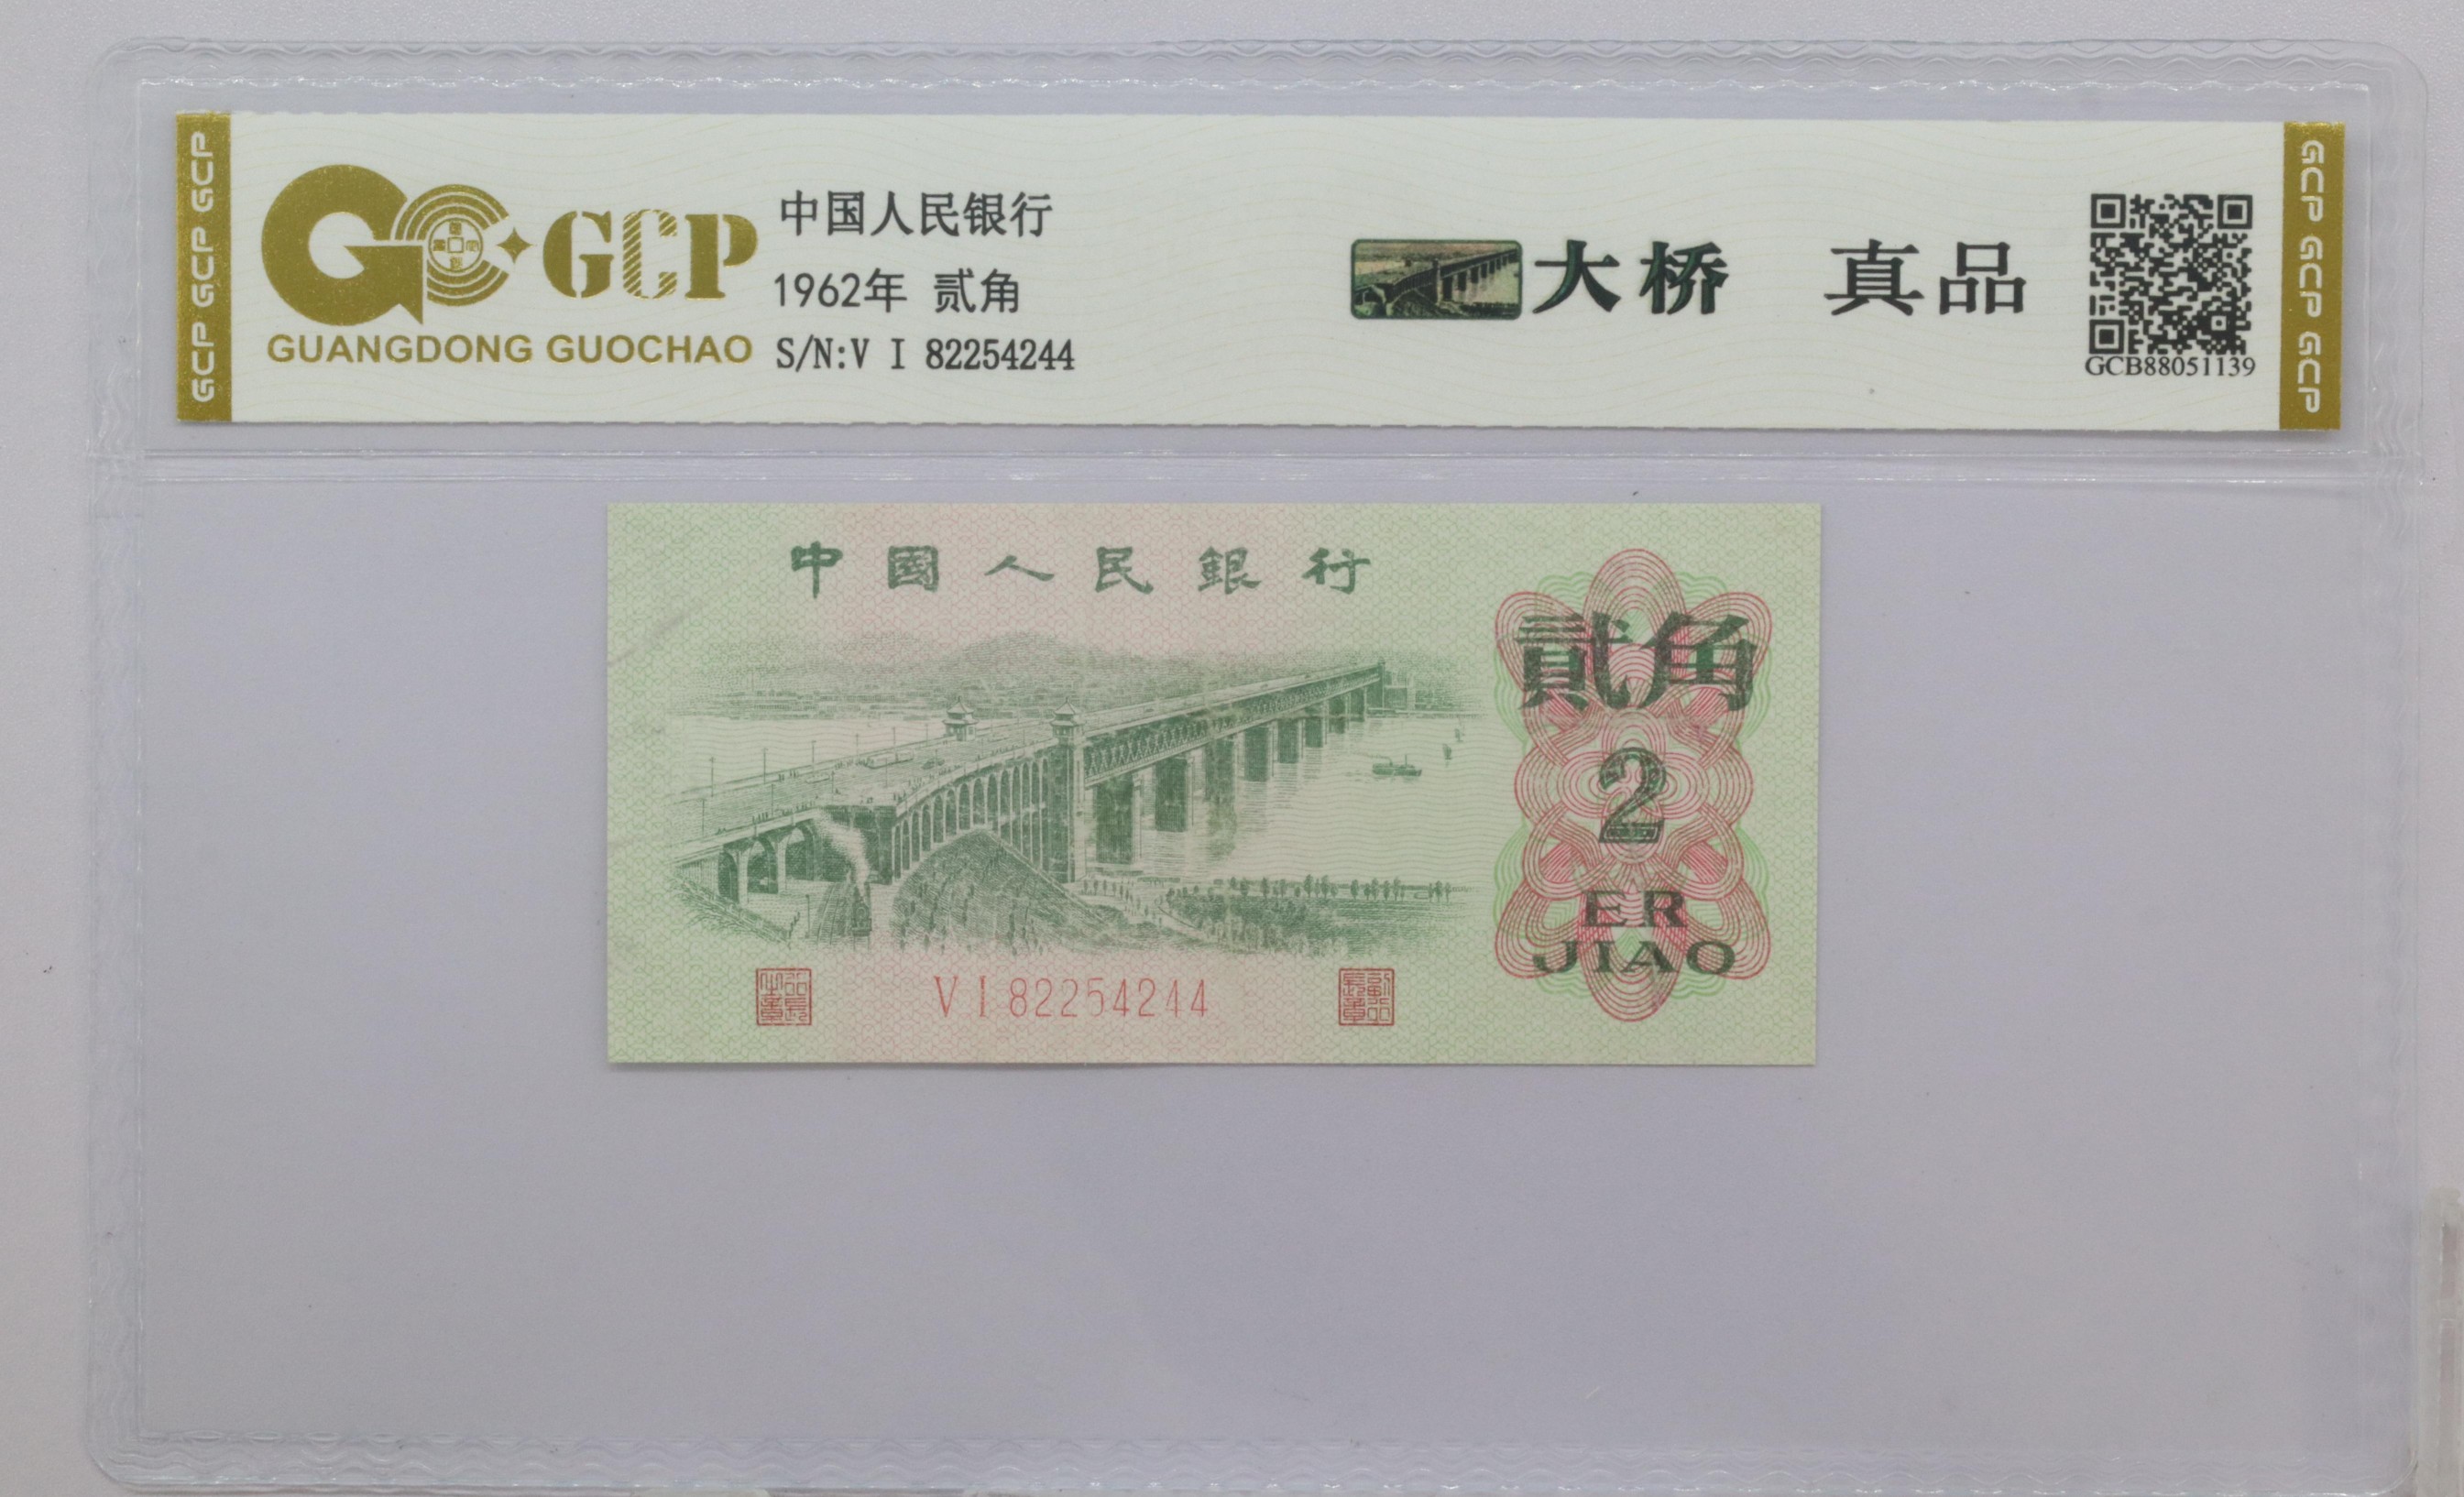 GCP GCP GCP
GCP
GUANGDONG GUOCHAO
中国人民银行
1962年 贰角
S/N:V I 82254244
大桥 真品
GCB88051139
GCP GCP GCP
中國人民銀行
貳角
2
ER
JIAO
VI 82254244